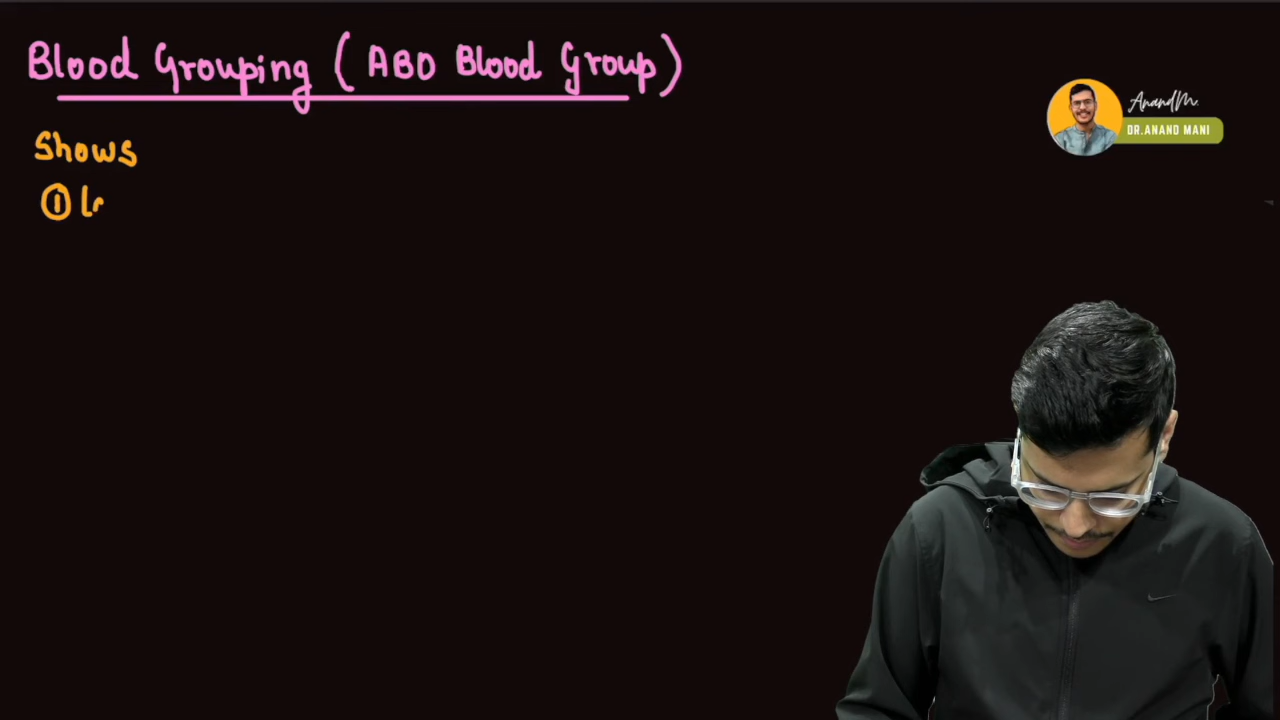 Blood Grouping (ABO Blood Group)
AnandM.
DR.ANAND MANI
Shows
①